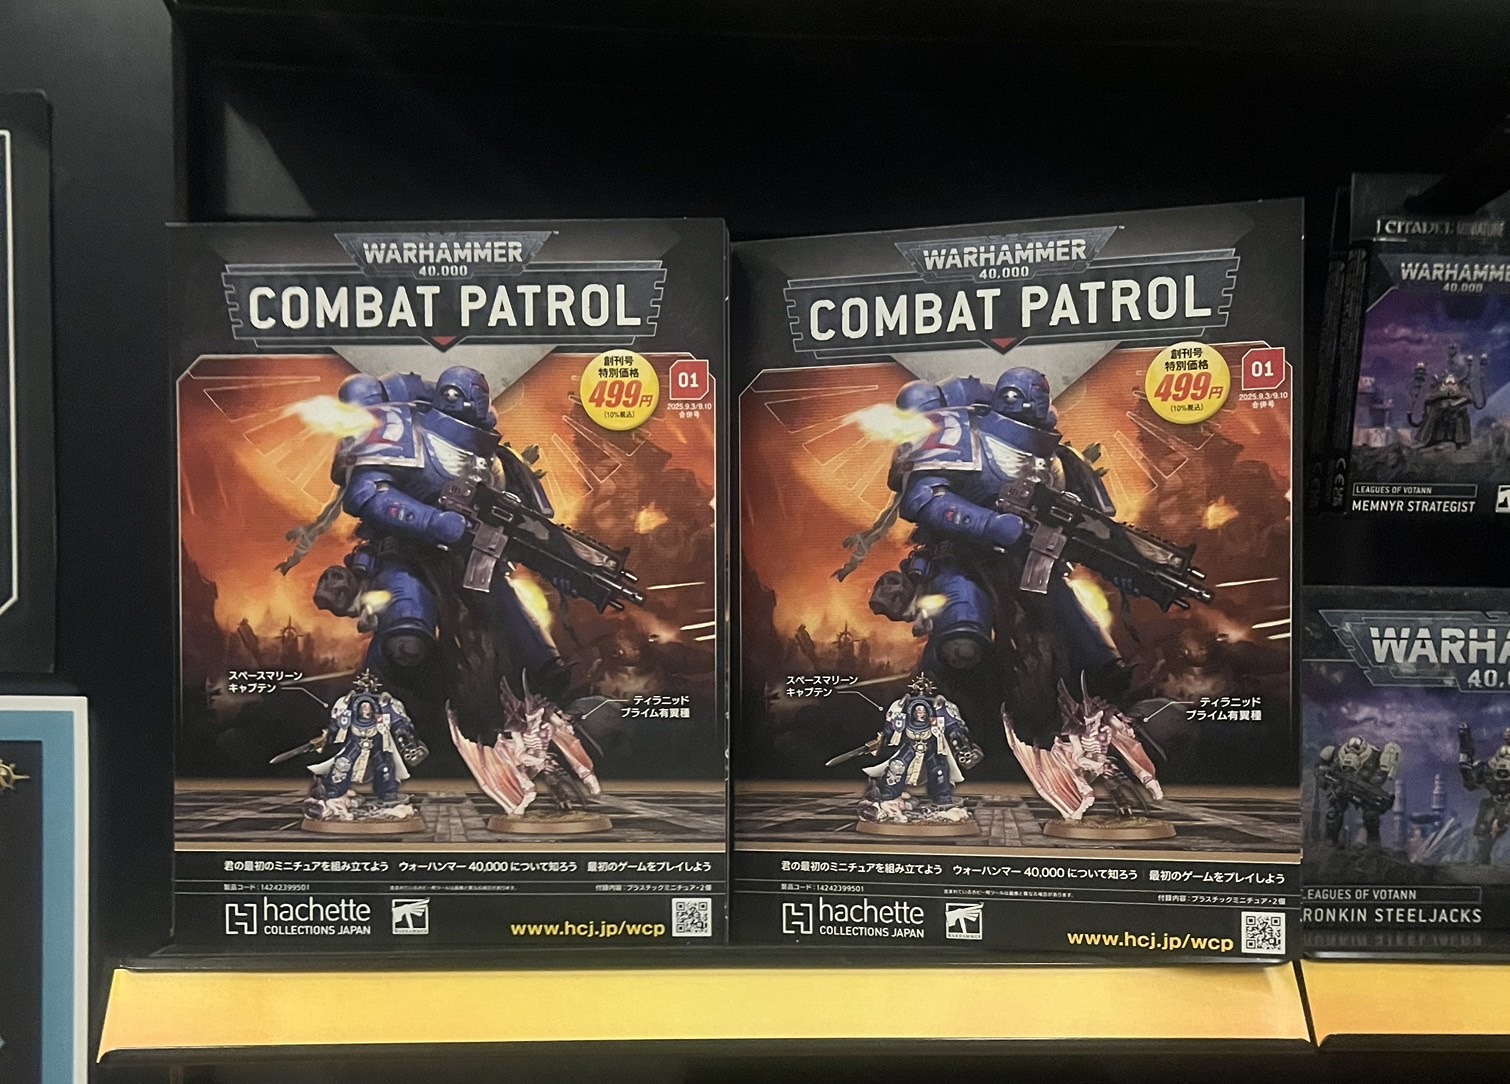 WARHAMMER
40,000
COMBAT PATROL
創刊号
特別価格
499円
(10%税込)
01
2025.9.3/9.10
合併号
スペースマリーン
キャプテン
ティラニッド
プライム有翼種
君の最初のミニチュアを組み立てよう ウォーハンマー 40,000 について知ろう 最初のゲームをプレイしよう
製品コード:14242399501
付録内容:プラスチックミニチュア・2個
hachette
COLLECTIONS JAPAN
WARHAMMER
www.hcj.jp/wcp
WARHAMMER
40,000
COMBAT PATROL
創刊号
特別価格
499円
(10%税込)
01
2025.9.3/9.10
合併号
スペースマリーン
キャプテン
ティラニッド
プライム有翼種
君の最初のミニチュアを組み立てよう ウォーハンマー 40,000 について知ろう 最初のゲームをプレイしよう
製品コード:14242399501
付録内容:プラスチックミニチュア・2個
hachette
COLLECTIONS JAPAN
WARHAMMER
www.hcj.jp/wcp
CITADEL MINIATURE
WARHAMME
40,000
LEAGUES OF VOTANN
MEMNYR STRATEGIST
WARHA
40,0
LEAGUES OF VOTANN
RONKIN STEELJACKS